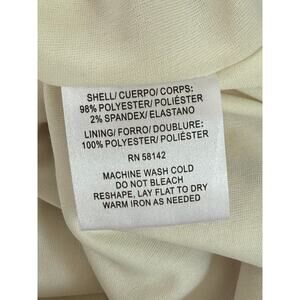 SHELL/ CUERPO/ CORPS:
98% POLYESTER/ POLIÉSTER
2% SPANDEX/ ELASTANO
LINING/ FORRO/ DOUBLURE:
100% POLYESTER/ POLIÉSTER
RN 58142
MACHINE WASH COLD
DO NOT BLEACH
RESHAPE, LAY FLAT TO DRY
WARM IRON AS NEEDED